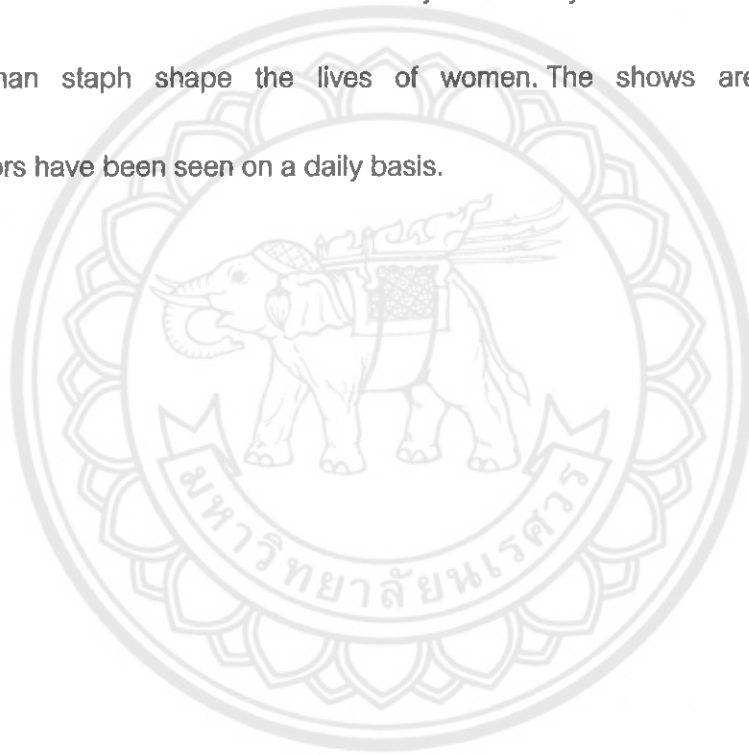 staph shape the lives of women. The shows are
have been seen on a daily basis.
มหาวิทยาลัยนเรศวร